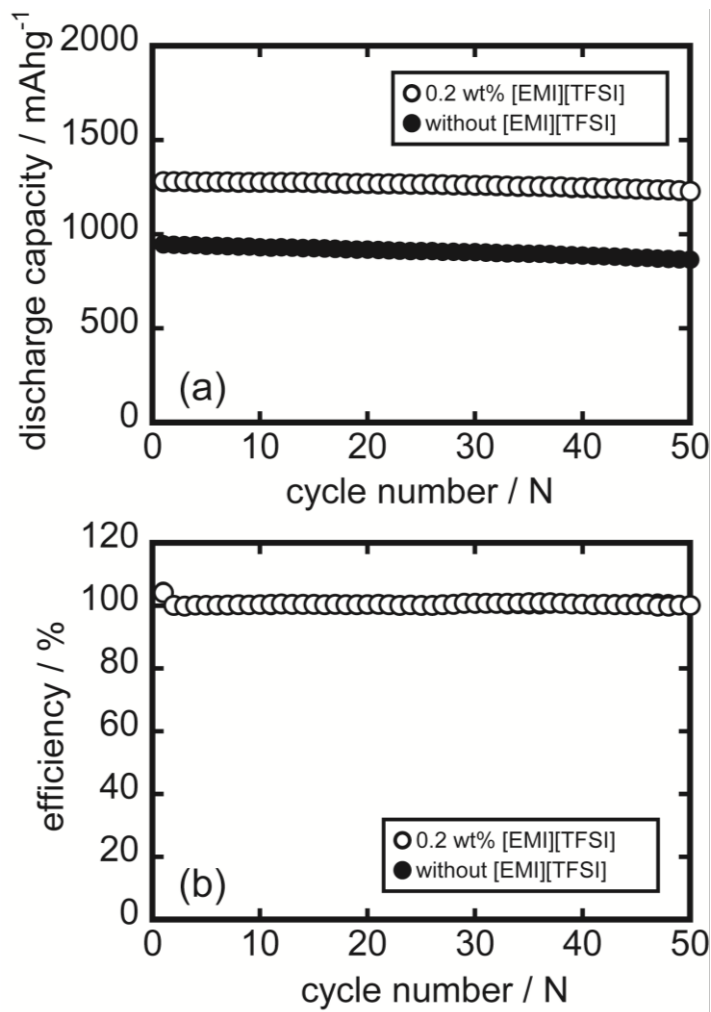 2000
1500
1000
500
0
discharge capacity / mAhg⁻¹
0.2 wt% [EMI][TFSI]
without [EMI][TFSI]
(a)
0 10 20 30 40 50
cycle number / N
120
100
80
60
40
20
0
efficiency / %
0.2 wt% [EMI][TFSI]
without [EMI][TFSI]
(b)
0 10 20 30 40 50
cycle number / N